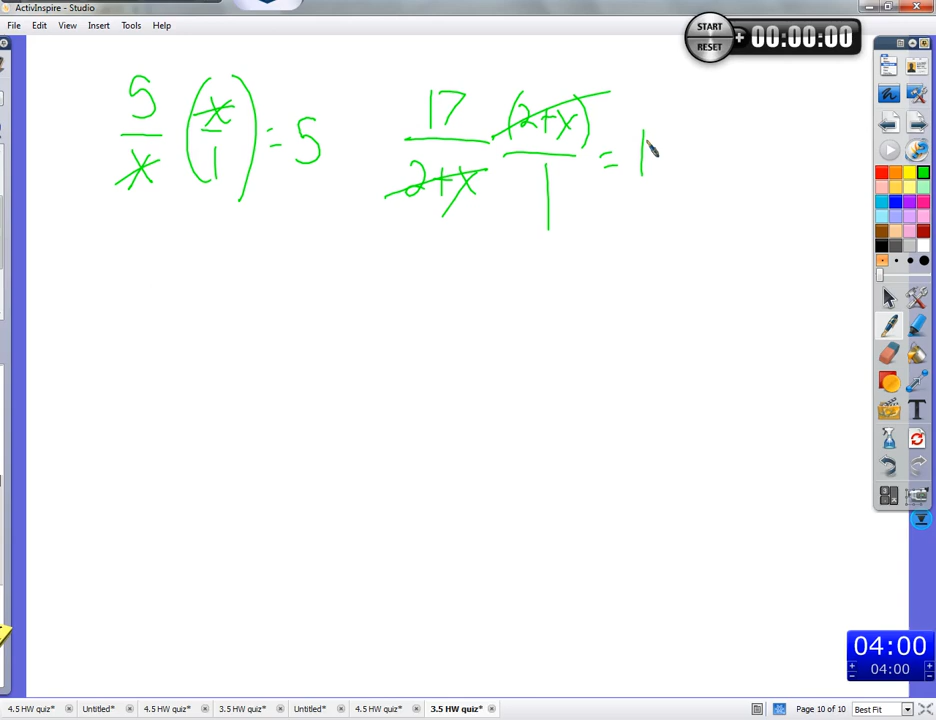 ActivInspire - Studio
File Edit View Insert Tools Help
START
RESET
+ 00:00:00
5/x (x/1) = 5
17/2+x (2+x)/1 = 1
04:00
04:00
4.5 HW quiz* Untitled* 4.5 HW quiz* 3.5 HW quiz* Untitled* 4.5 HW quiz* 3.5 HW quiz* Page 10 of 10 Best Fit